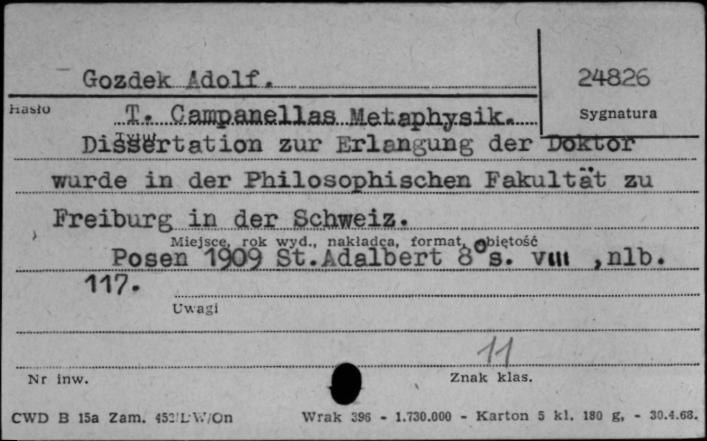 Gozdek Adolf.
24826
Hasło
T. Campanellas Metaphysik.
Sygnatura
Tytuł
Dissertation zur Erlangung der Doktor
wurde in der Philosophischen Fakultät zu
Freiburg in der Schweiz.
Miejsce, rok wyd., nakładca, format, objętość
Posen 1909 St.Adalbert 8° s. VIII ,nlb.
117.
Uwagi
11
Nr inw.
Znak klas.
CWD B 15a Zam. Wrak 396 - 1.730.000 - Karton 5 kl. 180 g, - 30.4.68.